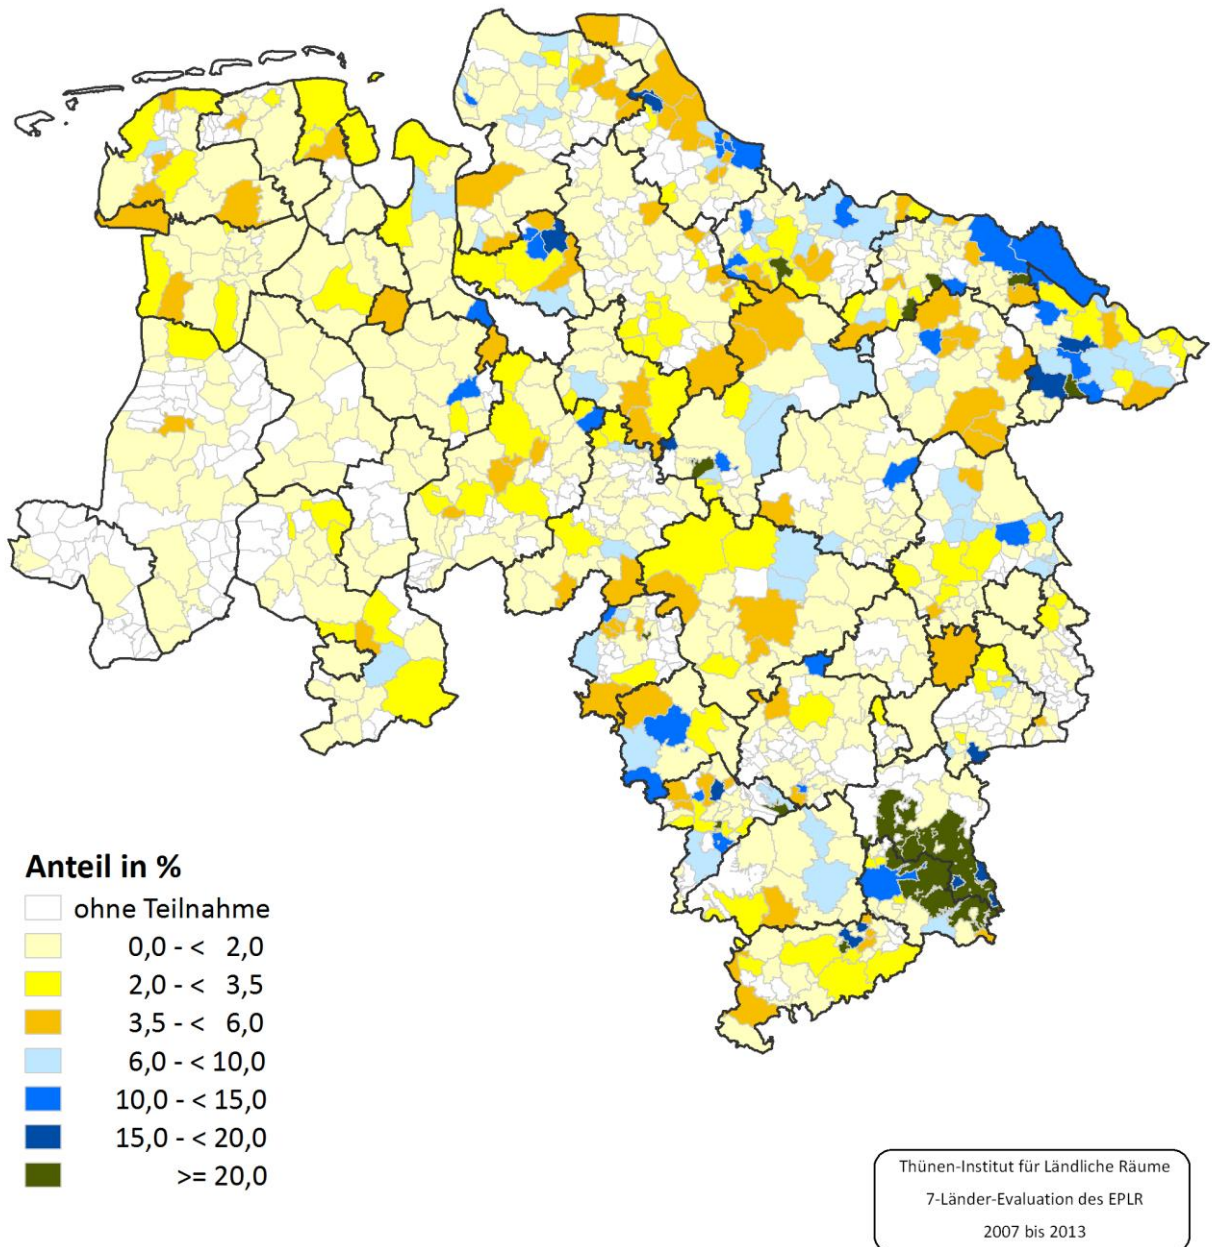 Anteil in %
ohne Teilnahme
0,0 - < 2,0
2,0 - < 3,5
3,5 - < 6,0
6,0 - < 10,0
10,0 - < 15,0
15,0 - < 20,0
>= 20,0
Thünen-Institut für Ländliche Räume
7-Länder-Evaluation des EPLR
2007 bis 2013